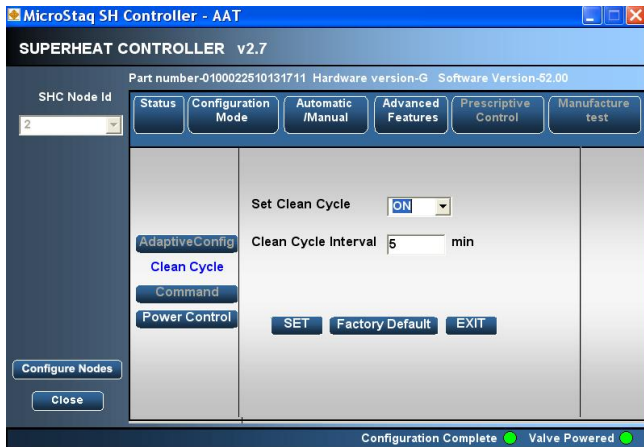 MicroStaq SH Controller - AAT
SUPERHEAT CONTROLLER v2.7
Part number-0100022510131711 Hardware version-G Software Version-52.00
SHC Node Id
2
Status
Configuration
Mode
Automatic
/Manual
Advanced
Features
Prescriptive
Control
Manufacture
test
Set Clean Cycle ON
AdaptiveConfig
Clean Cycle Interval 5 min
Clean Cycle
Command
Power Control
SET Factory Default EXIT
Configure Nodes
Close
Configuration Complete Valve Powered